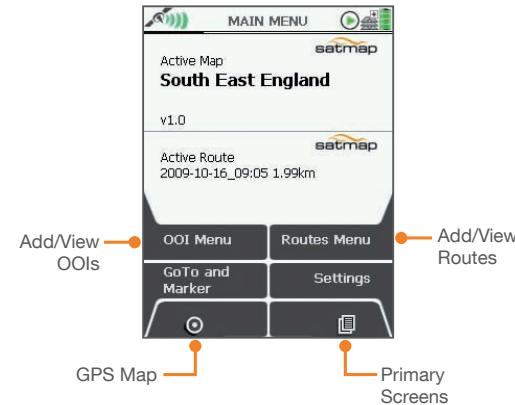 MAIN MENU
satmap
Active Map
South East England
v1.0
satmap
Active Route
2009-10-16_09:05 1.99km
OOI Menu
Routes Menu
GoTo and
Marker
Settings
Add/View
OOIs
Add/View
Routes
GPS Map
Primary
Screens